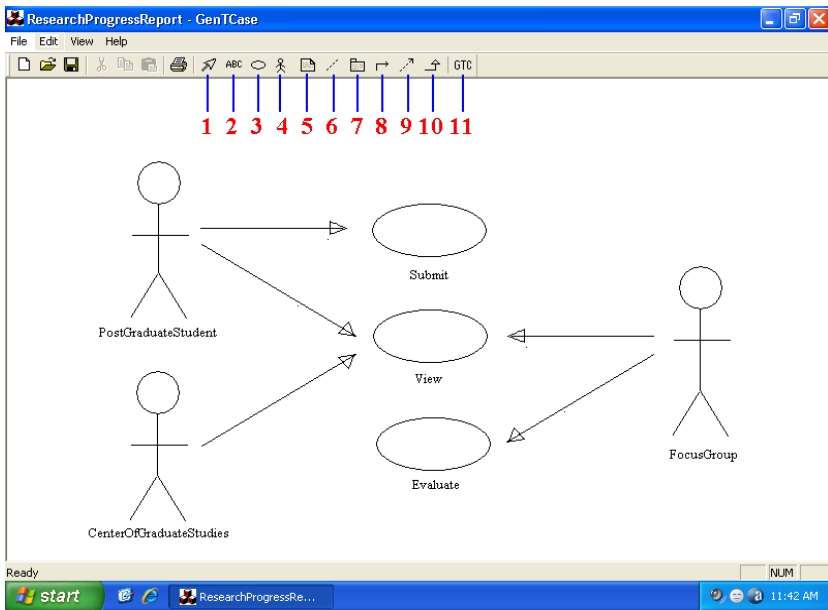 ResearchProgressReport - GenTCase
File Edit View Help
ABC GTC
1 2 3 4 5 6 7 8 9 10 11
Submit
PostGraduateStudent
View
FocusGroup
Evaluate
CenterOfGraduateStudies
Ready NUM
start ResearchProgressRe... 11:42 AM